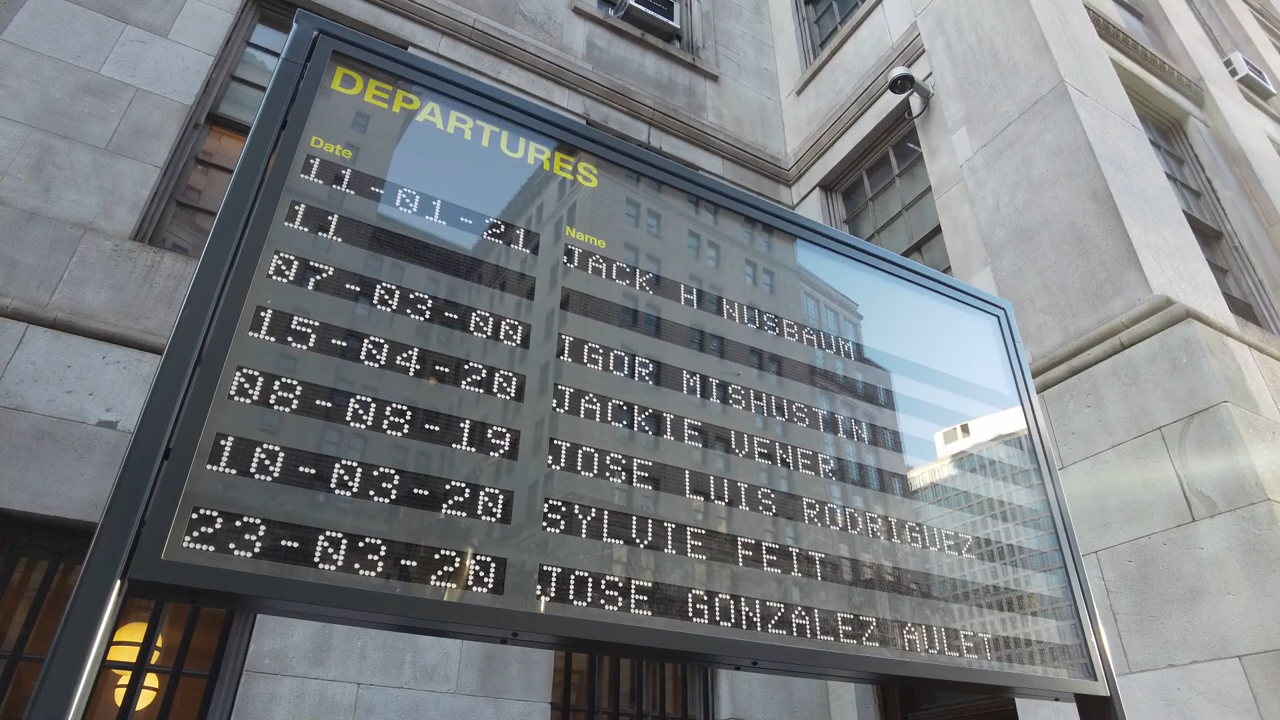 DEPARTURES
Date Name
11-01-21 JACK H NUSBAUM
11
07-03-00 IGOR MISHUSTIN
15-04-20 JACKIE VENER
08-08-19 JOSE LUIS RODRIGUEZ
10-03-20 SYLVIE FEIT
23-03-20 JOSE GONZALEZ AULET